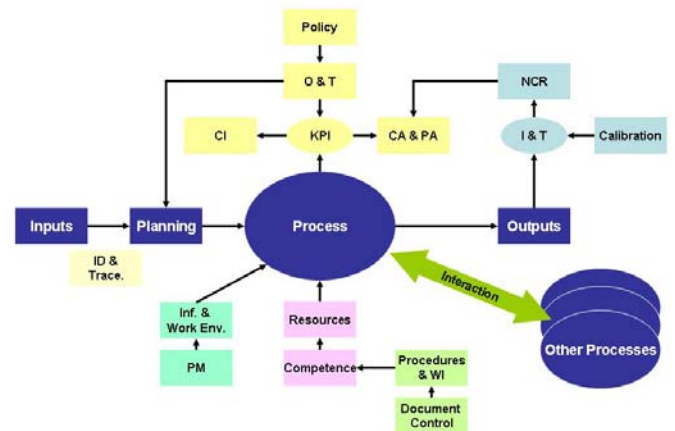 Policy
O & T
NCR
CI
KPI
CA & PA
I & T
Calibration
Inputs
Planning
Process
Outputs
ID &
Trace.
Interaction
Inf. &
Work Env.
Resources
Other Processes
PM
Competence
Procedures
& WI
Document
Control